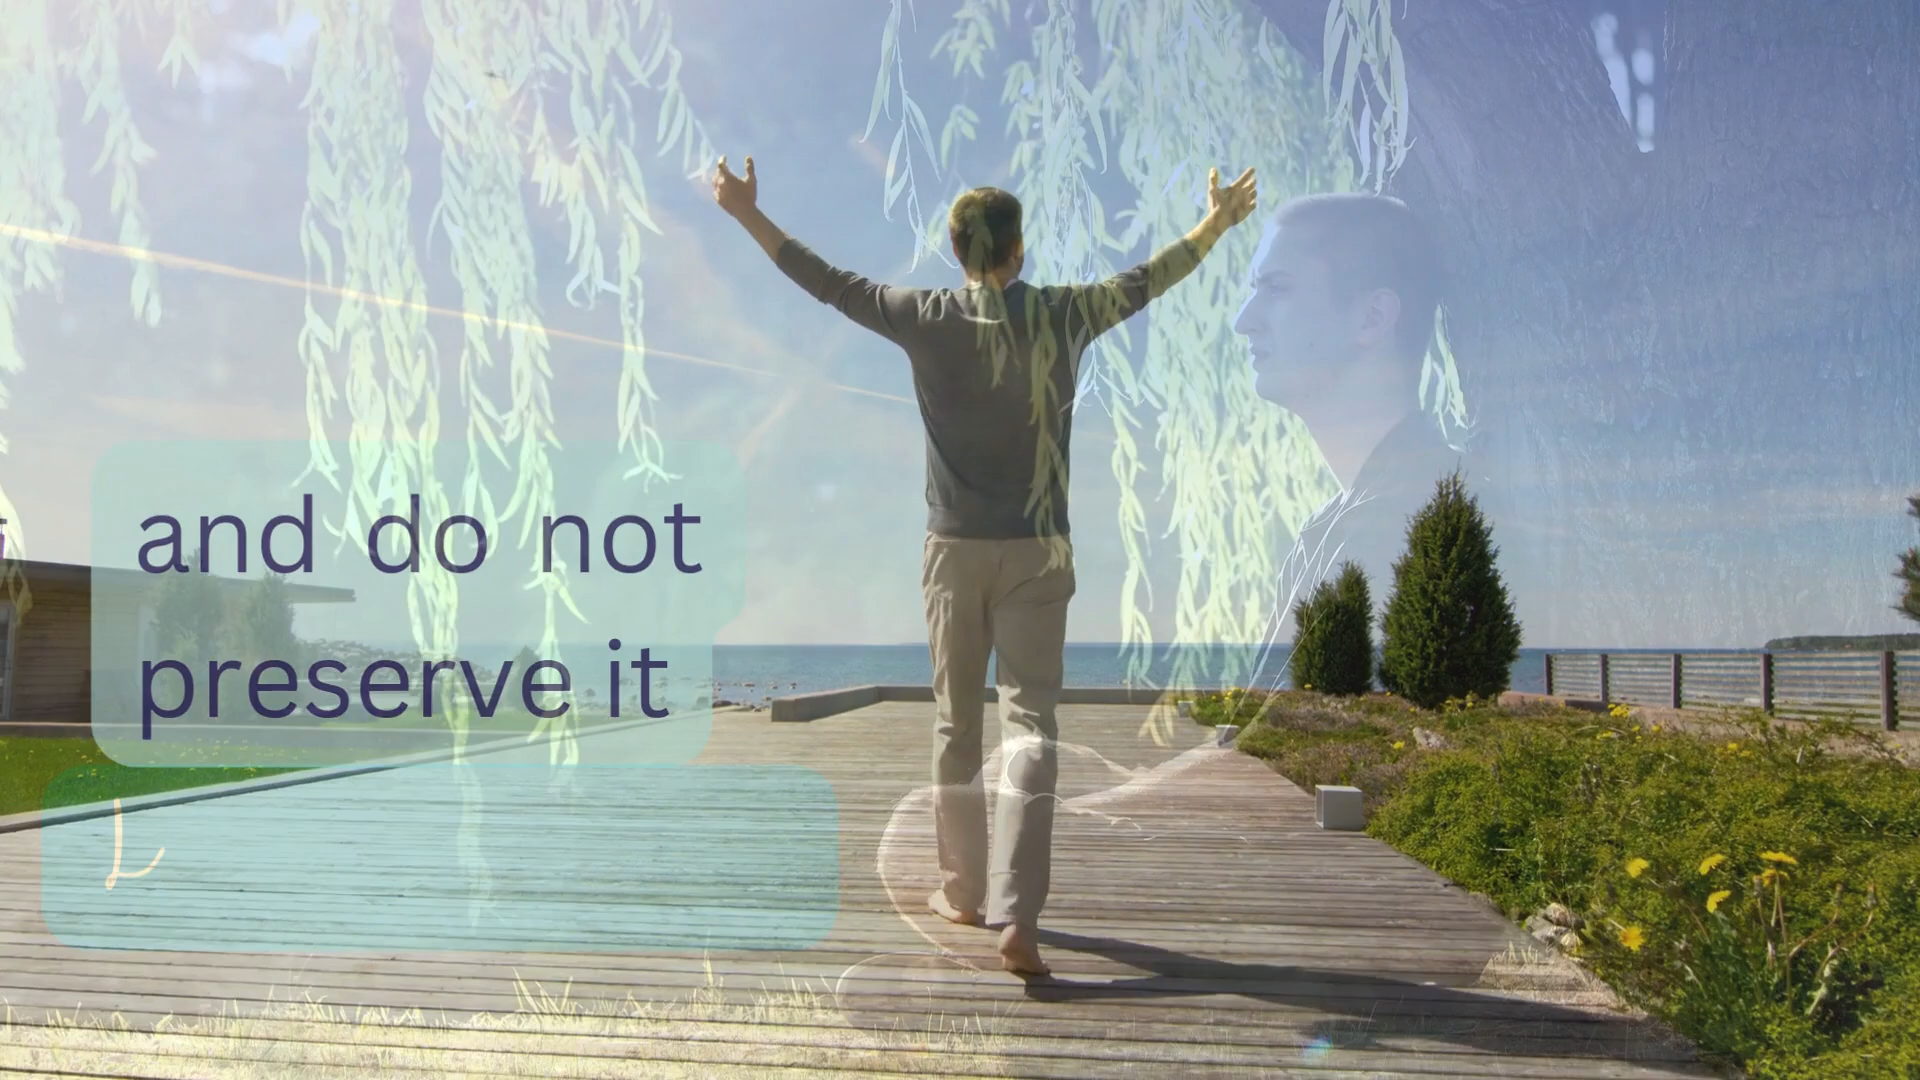 and do not
preserve it
L